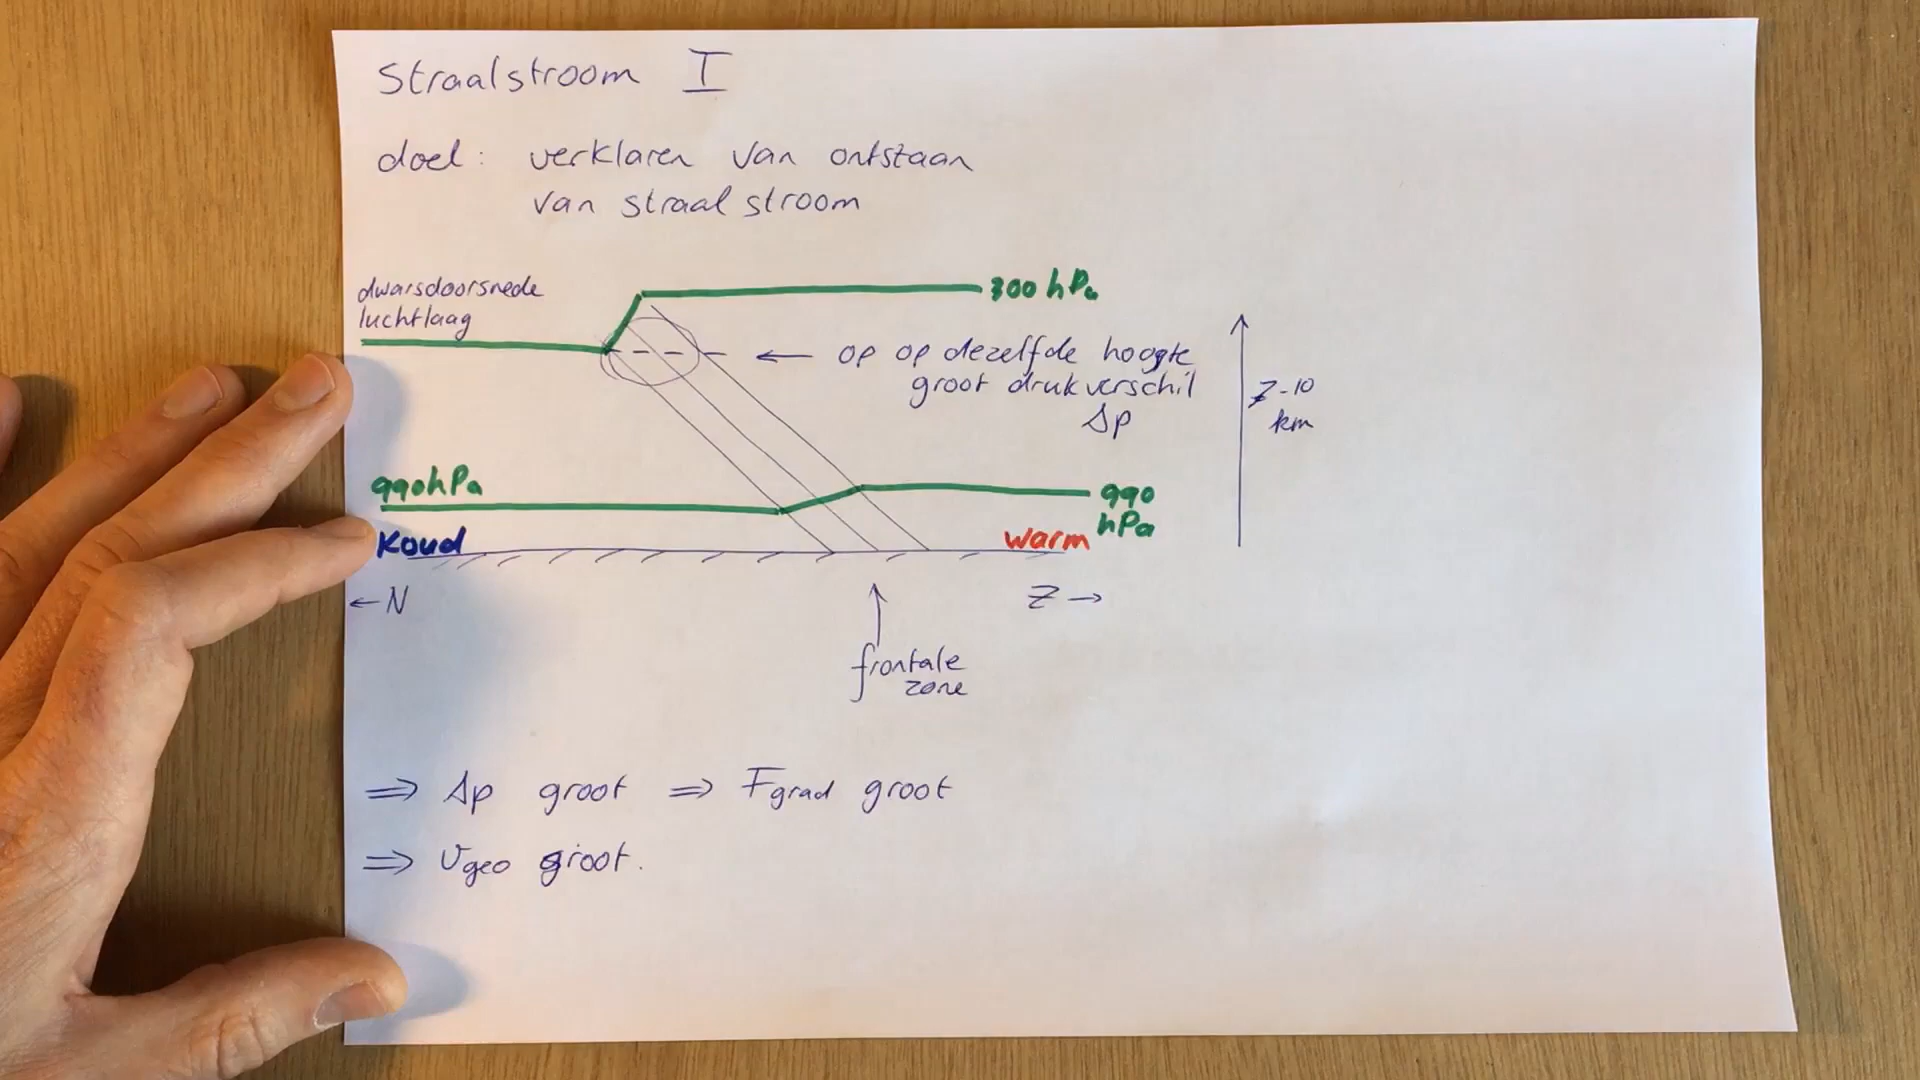 Straalstroom I
doel: verklaren van ontstaan
van straalstroom
dwarsdoorsnede
luchtlaag
300 hPa
← op op dezelfde hoogte
groot drukverschil
Δp
7-10
km
990hPa
990
hPa
Koud
warm
← N
Z →
frontale
zone
⇒ Δp groot ⇒ Fgrad groot
⇒ Vgeo groot.